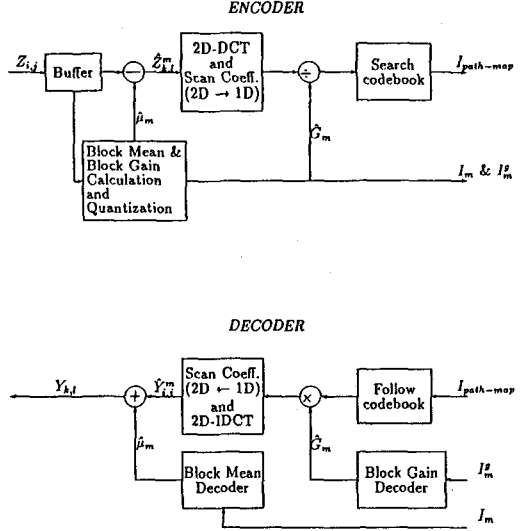 ENCODER
Z_{i,j}
Buffer
−
Ẑ^m_{k,l}
2D-DCT
and
Scan Coeff.
(2D → 1D)
÷
Search
codebook
I_{path-map}
μ̂_m
Ĝ_m
Block Mean &
Block Gain
Calculation
and
Quantization
I_m & I^g_m
DECODER
Y_{k,l}
+
Ŷ^m_{i,j}
Scan Coeff.
(2D ← 1D)
and
2D-IDCT
×
Follow
codebook
I_{path-map}
μ̂_m
Ĝ_m
Block Mean
Decoder
Block Gain
Decoder
I^g_m
I_m